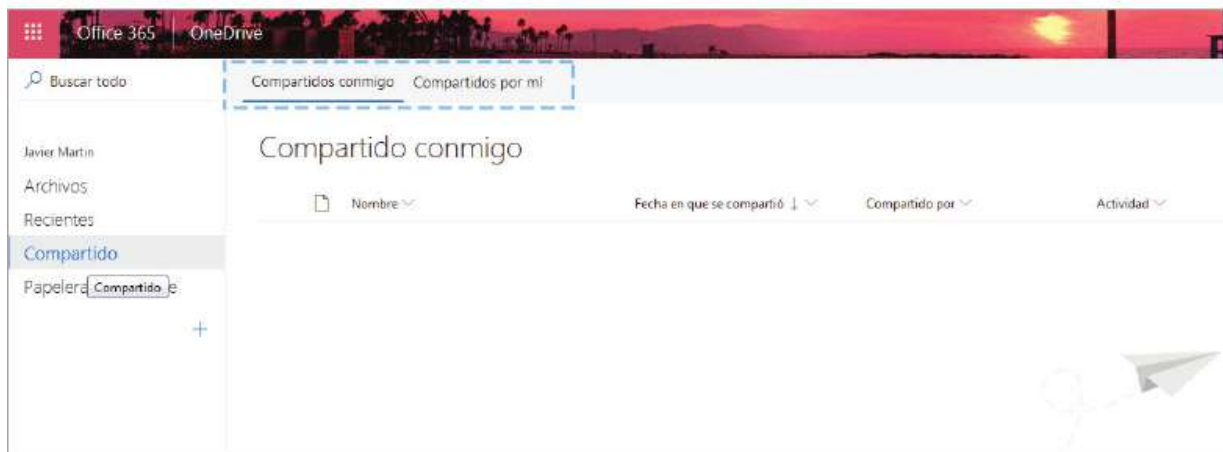 Office 365 OneDrive
Buscar todo
Compartidos conmigo Compartidos por mí
Javier Martin
Archivos
Recientes
Compartido
Papelera Compartido e
Compartido conmigo
Nombre Fecha en que se compartió ↓ Compartido por Actividad